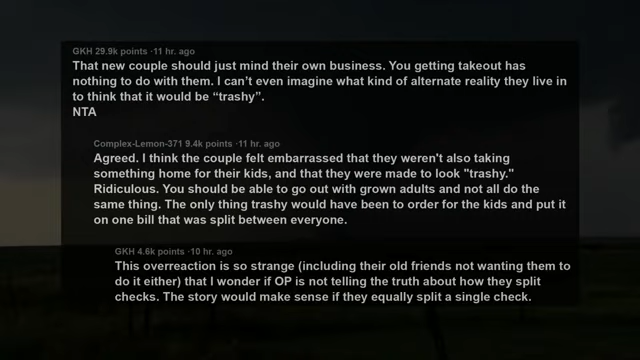 GKH 29.9k points ·11 hr. ago
That new couple should just mind their own business. You getting takeout has
nothing to do with them. I can’t even imagine what kind of alternate reality they live in
to think that it would be “trashy”.
NTA
Complex-Lemon-371 9.4k points ·11 hr. ago
Agreed. I think the couple felt embarrassed that they weren't also taking
something home for their kids, and that they were made to look "trashy."
Ridiculous. You should be able to go out with grown adults and not all do the
same thing. The only thing trashy would have been to order for the kids and put it
on one bill that was split between everyone.
GKH 4.6k points ·10 hr. ago
This overreaction is so strange (including their old friends not wanting them to
do it either) that I wonder if OP is not telling the truth about how they split
checks. The story would make sense if they equally split a single check.